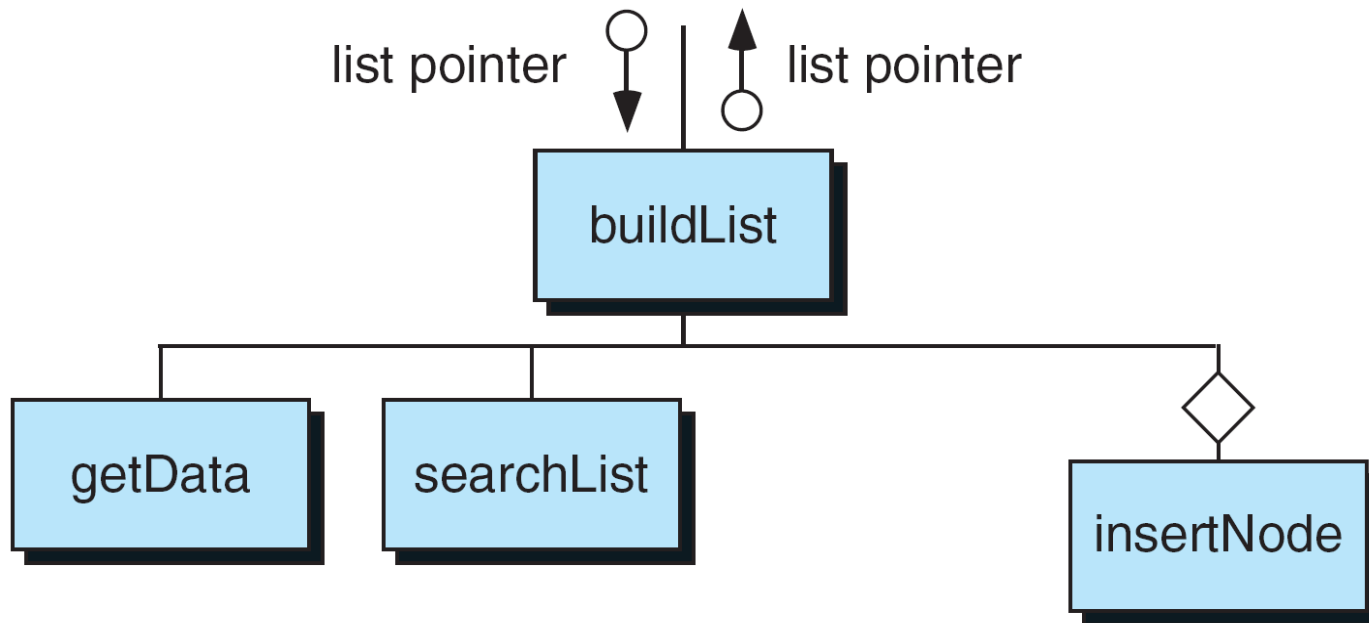 list pointer
list pointer
buildList
getData
searchList
insertNode